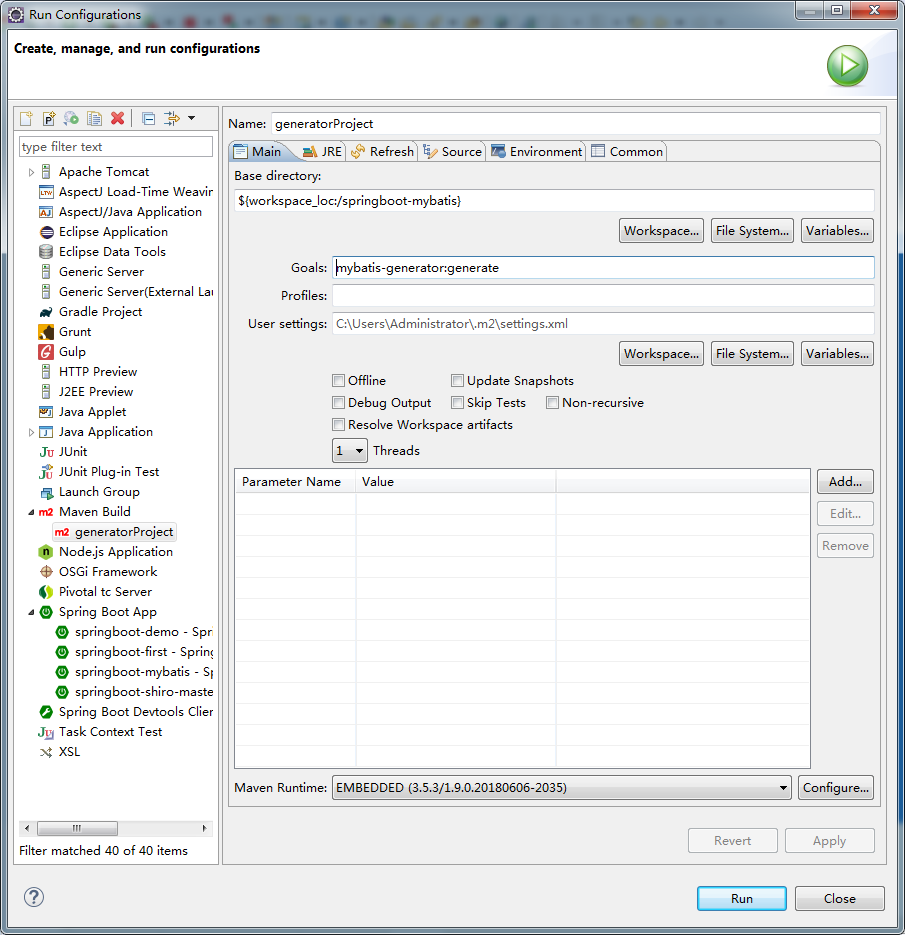 Run Configurations
Create, manage, and run configurations
type filter text
Apache Tomcat
AspectJ Load-Time Weavin
AspectJ/Java Application
Eclipse Application
Eclipse Data Tools
Generic Server
Generic Server(External Lau
Gradle Project
Grunt
Gulp
HTTP Preview
J2EE Preview
Java Applet
Java Application
Ju JUnit
JUnit Plug-in Test
Launch Group
m2 Maven Build
m2 generatorProject
Node.js Application
OSGi Framework
Pivotal tc Server
Spring Boot App
springboot-demo - Spri
springboot-first - Spring
springboot-mybatis - Sp
springboot-shiro-maste
Spring Boot Devtools Clien
Task Context Test
XSL
Filter matched 40 of 40 items
Name: generatorProject
Main JRE Refresh Source Environment Common
Base directory:
${workspace_loc:/springboot-mybatis}
Workspace... File System... Variables...
Goals: mybatis-generator:generate
Profiles:
User settings: C:\Users\Administrator\.m2\settings.xml
Workspace... File System... Variables...
Offline Update Snapshots
Debug Output Skip Tests Non-recursive
Resolve Workspace artifacts
1 Threads
Parameter Name Value
Add...
Edit...
Remove
Maven Runtime: EMBEDDED (3.5.3/1.9.0.20180606-2035) Configure...
Revert Apply
? Run Close